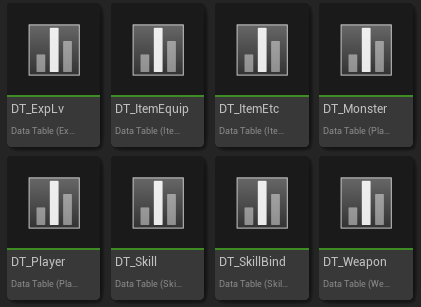 DT_ExpLv
Data Table (Ex...
DT_ItemEquip
Data Table (Ite...
DT_ItemEtc
Data Table (Ite...
DT_Monster
Data Table (Pla...
DT_Player
Data Table (Pla...
DT_Skill
Data Table (Ski...
DT_SkillBind
Data Table (Skil...
DT_Weapon
Data Table (We...